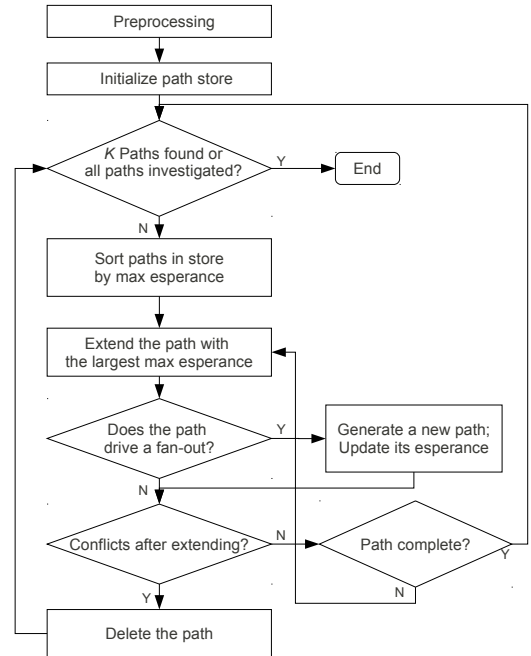 Preprocessing
Initialize path store
K Paths found or
all paths investigated?
Y
End
N
Sort paths in store
by max esperance
Extend the path with
the largest max esperance
Does the path
drive a fan-out?
Y
Generate a new path;
Update its esperance
N
Conflicts after extending?
N
Path complete?
Y
Y
N
Delete the path